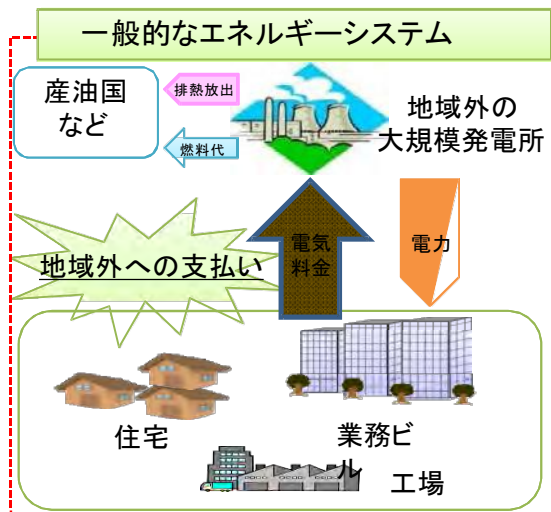 一般的なエネルギーシステム
産油国
など
排熱放出
燃料代
地域外の
大規模発電所
地域外への支払い
電気
料金
電力
住宅
業務ビ
ル
工場